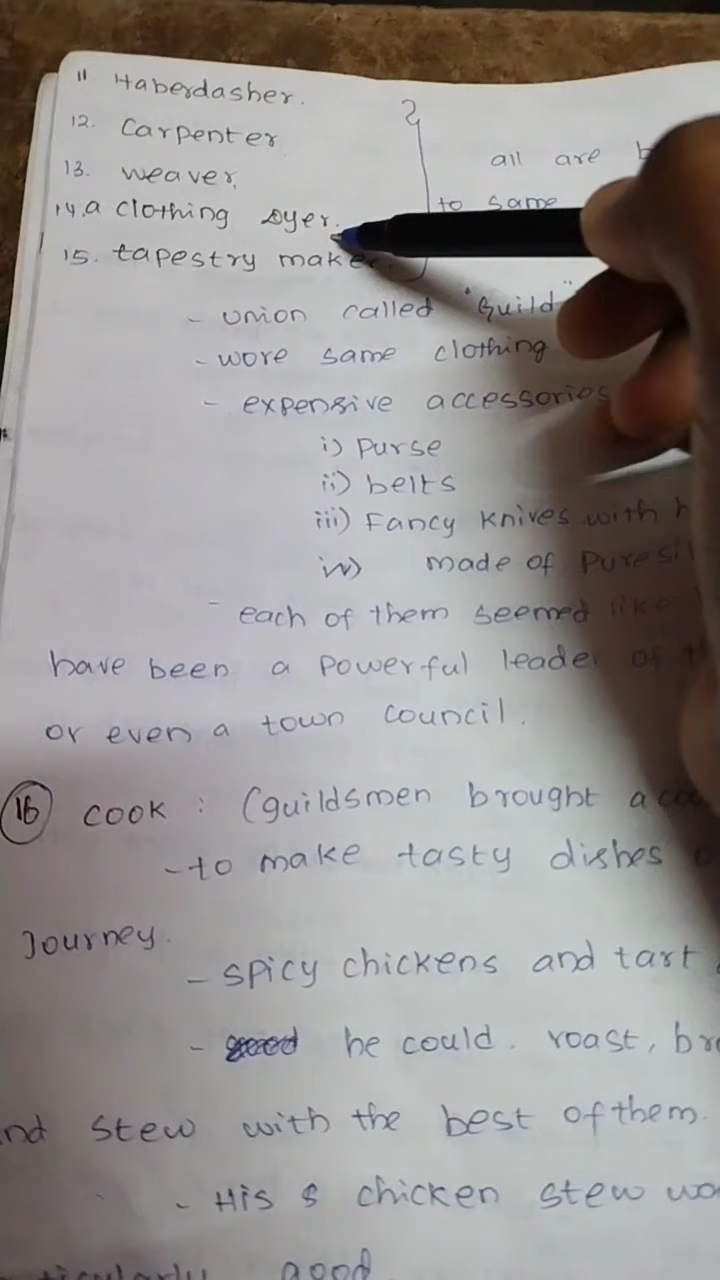 11 Haberdasher.
12. Carpenter
13. weaver,
all are
14. a clothing Dyer.
to same
15. tapestry maker.
- union called "Guild"
- wore same clothing
- expensive accessories
i) Purse
ii) belts
iii) Fancy Knives with
iv) made of Pure
- each of them seemed like
have been a powerful leader of
or even a town council.
16 COOK : (guildsmen brought a
- to make tasty dishes
Journey.
- spicy chickens and tart
- he could. roast,
stew with the best of them.
- His s chicken stew
good